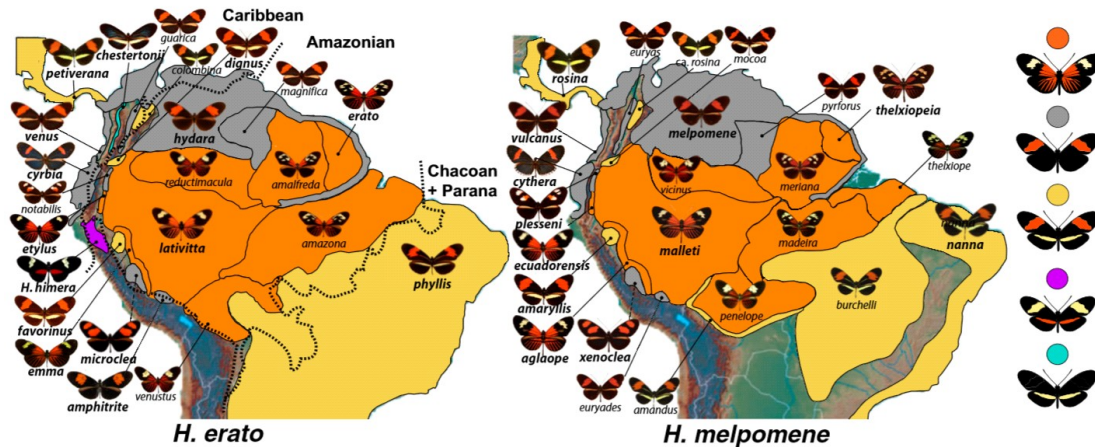 Caribbean
guarica
chestertonii
petiverana
colombina
dignus
Amazonian
magnifica
erato
venus
hydara
cyrbia
reductimacula
amalfreda
Chacoan
+ Parana
notabilis
etylus
lativitta
amazona
H. himera
phyllis
favorinus
microclea
emma
amphitrite
venustus
H. erato
euryas
ca. rosina
mocoa
rosina
pyrforus
thelxiopeia
vulcanus
melpomene
thelxiope
cythera
vicinus
meriana
plesseni
malleti
madeira
nanna
ecuadorensis
burchelli
amaryllis
penelope
aglaope
xenoclea
euryades
amandus
H. melpomene